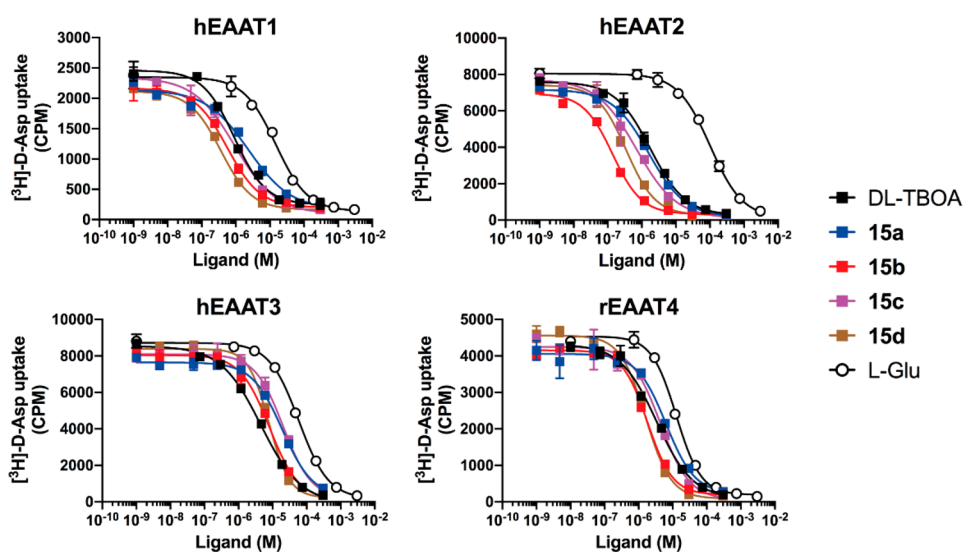 hEAAT1
[³H]-D-Asp uptake
(CPM)
3000
2500
2000
1500
1000
500
0
10⁻¹⁰ 10⁻⁹ 10⁻⁸ 10⁻⁷ 10⁻⁶ 10⁻⁵ 10⁻⁴ 10⁻³ 10⁻²
Ligand (M)
hEAAT2
[³H]-D-Asp uptake
(CPM)
10000
8000
6000
4000
2000
0
10⁻¹⁰ 10⁻⁹ 10⁻⁸ 10⁻⁷ 10⁻⁶ 10⁻⁵ 10⁻⁴ 10⁻³ 10⁻²
Ligand (M)
hEAAT3
[³H]-D-Asp uptake
(CPM)
10000
8000
6000
4000
2000
0
10⁻¹⁰ 10⁻⁹ 10⁻⁸ 10⁻⁷ 10⁻⁶ 10⁻⁵ 10⁻⁴ 10⁻³ 10⁻²
Ligand (M)
rEAAT4
[³H]-D-Asp uptake
(CPM)
5000
4000
3000
2000
1000
0
10⁻¹⁰ 10⁻⁹ 10⁻⁸ 10⁻⁷ 10⁻⁶ 10⁻⁵ 10⁻⁴ 10⁻³ 10⁻²
Ligand (M)
DL-TBOA
15a
15b
15c
15d
L-Glu